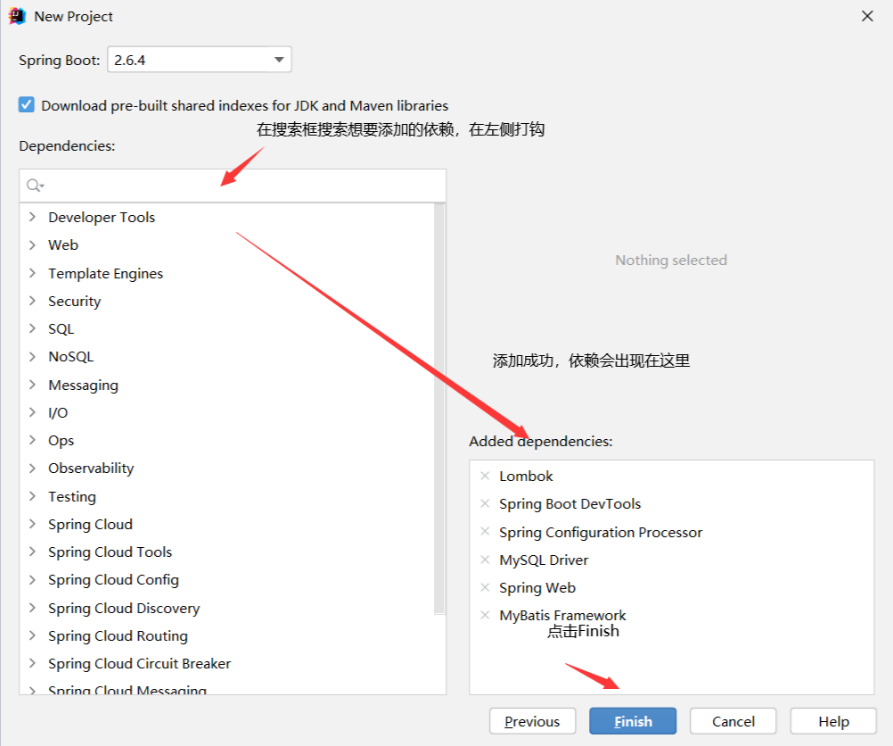 New Project
Spring Boot: 2.6.4
Download pre-built shared indexes for JDK and Maven libraries
在搜索框搜索想要添加的依赖，在左侧打钩
Dependencies:
Developer Tools
Web
Template Engines
Security
SQL
NoSQL
Messaging
I/O
Ops
Observability
Testing
Spring Cloud
Spring Cloud Tools
Spring Cloud Config
Spring Cloud Discovery
Spring Cloud Routing
Spring Cloud Circuit Breaker
Spring Cloud Messaging
Nothing selected
添加成功，依赖会出现在这里
Added dependencies:
Lombok
Spring Boot DevTools
Spring Configuration Processor
MySQL Driver
Spring Web
MyBatis Framework
点击Finish
Previous
Finish
Cancel
Help